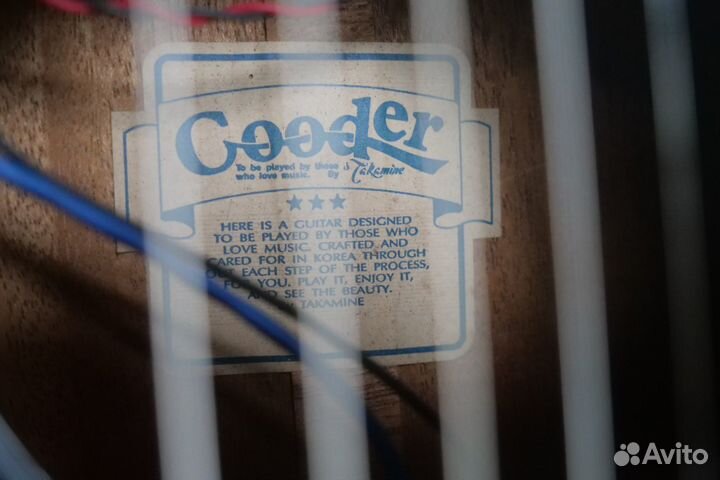 Cooder
To be played by those
who love music. By Takamine
HERE IS A GUITAR DESIGNED
TO BE PLAYED BY THOSE WHO
LOVE MUSIC. CRAFTED AND
CARED FOR IN KOREA THROUGH
OUT EACH STEP OF THE PROCESS,
FOR YOU. PLAY IT, ENJOY IT,
AND SEE THE BEAUTY.
TAKAMINE
Avito